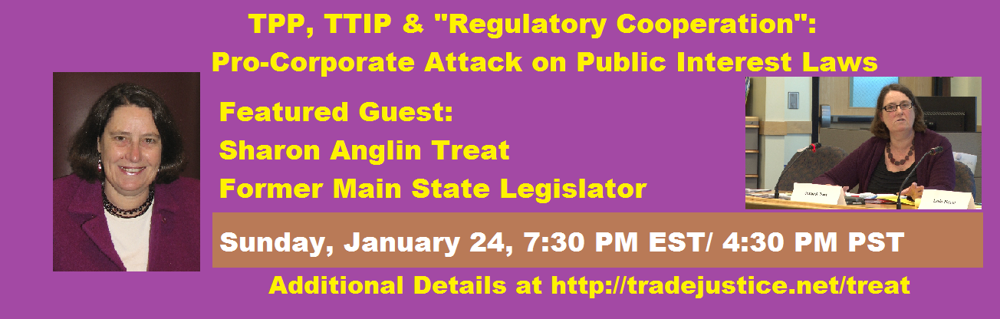 TPP, TTIP & "Regulatory Cooperation":
Pro-Corporate Attack on Public Interest Laws
Featured Guest:
Sharon Anglin Treat
Former Main State Legislator
Sunday, January 24, 7:30 PM EST/ 4:30 PM PST
Additional Details at http://tradejustice.net/treat